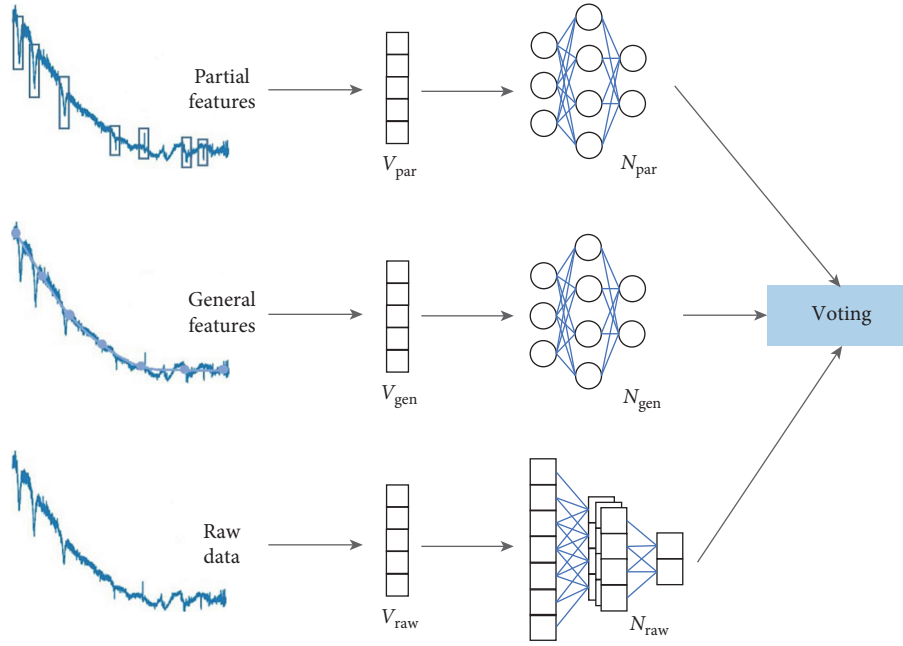 Partial
features
V_par
N_par
General
features
V_gen
N_gen
Voting
Raw
data
V_raw
N_raw